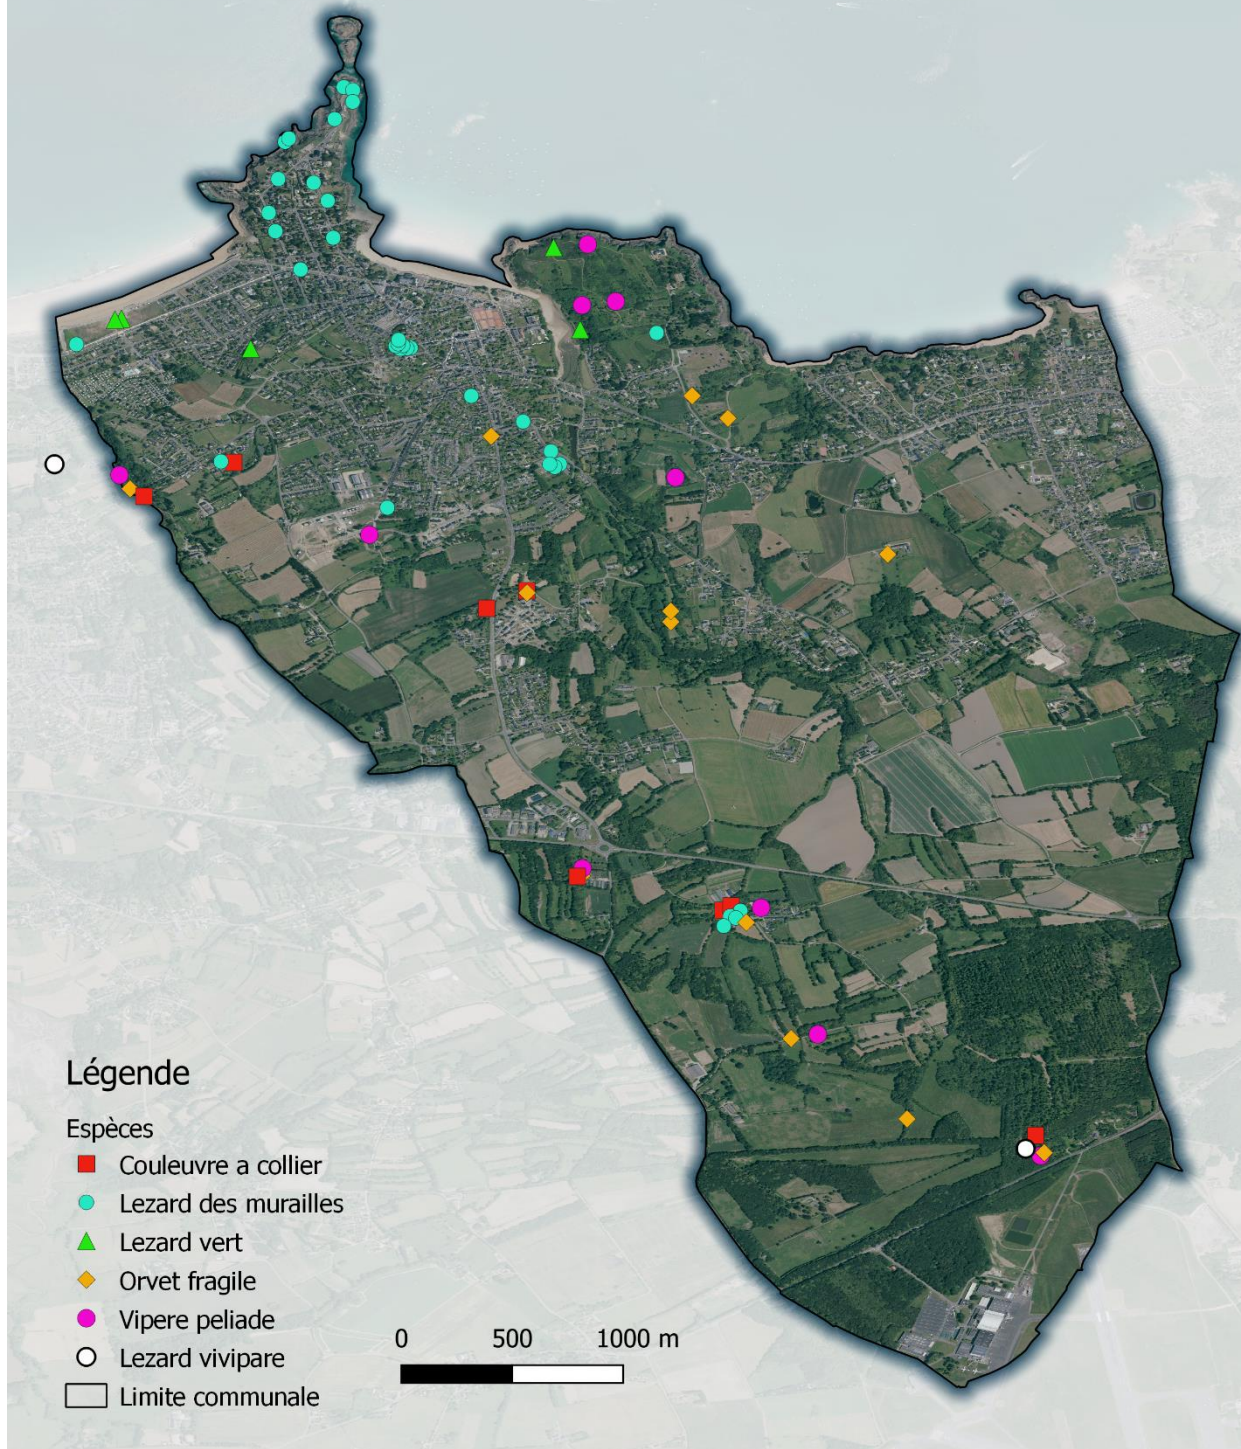 Légende
Espèces
Couleuvre a collier
Lezard des murailles
Lezard vert
Orvet fragile
Vipere peliade
Lezard vivipare
Limite communale
0 500 1000 m